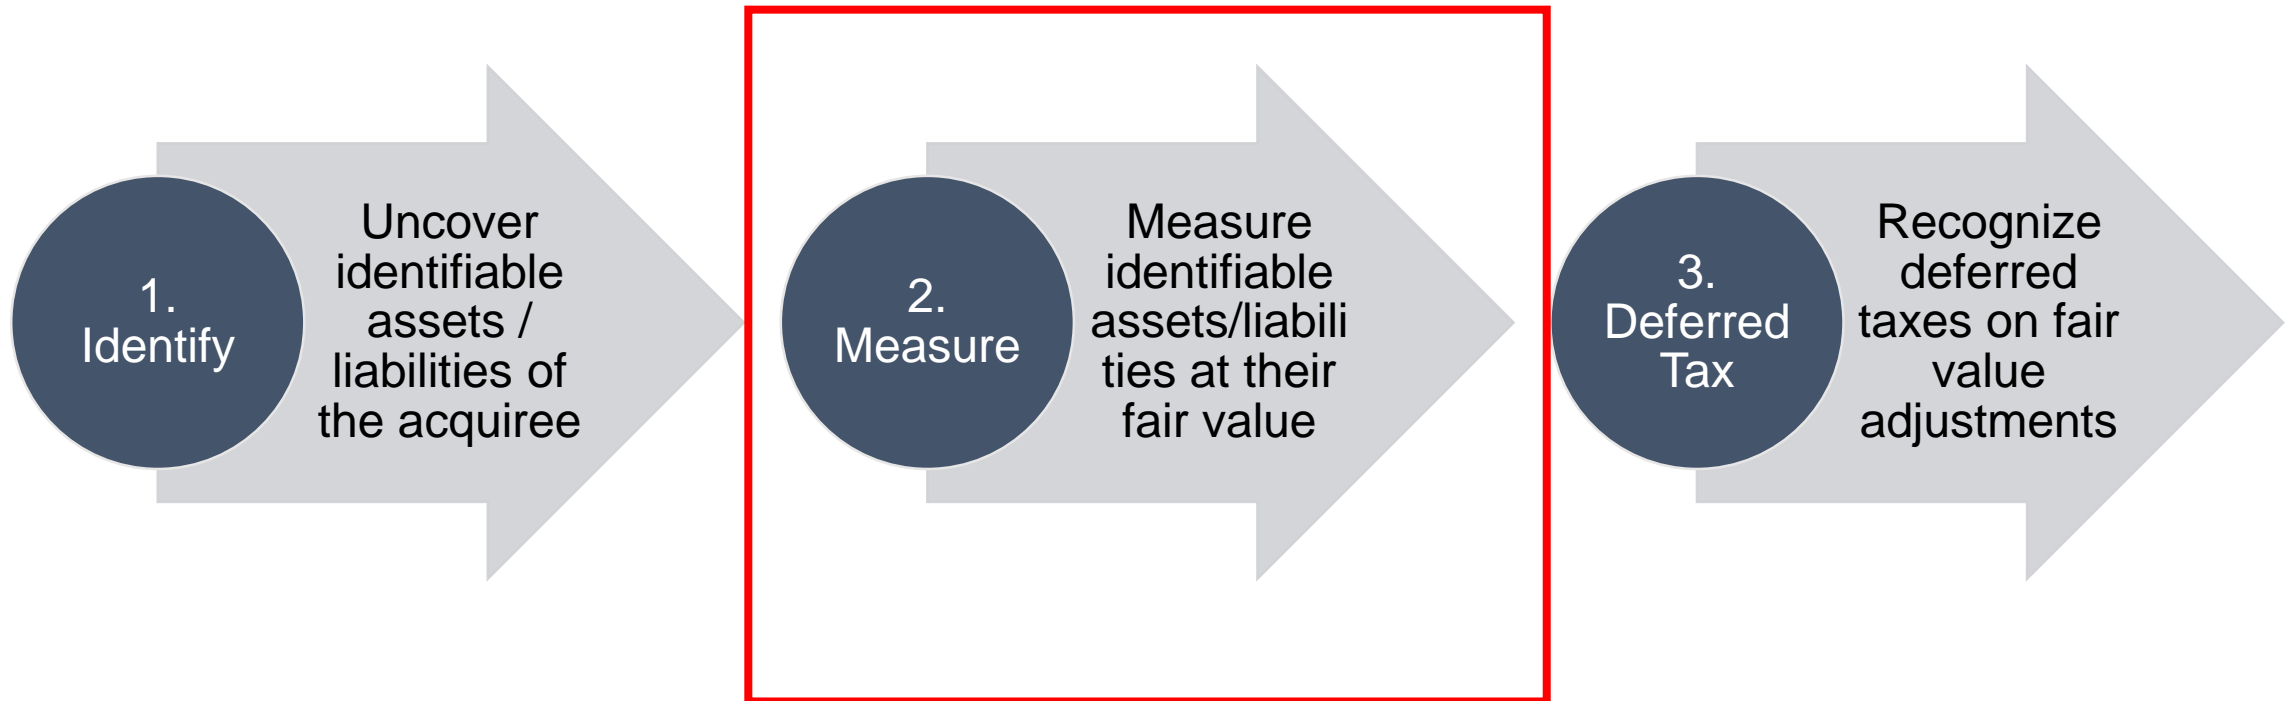 1.
Identify
Uncover
identifiable
assets /
liabilities of
the acquiree
2.
Measure
Measure
identifiable
assets/liabili
ties at their
fair value
3.
Deferred
Tax
Recognize
deferred
taxes on fair
value
adjustments